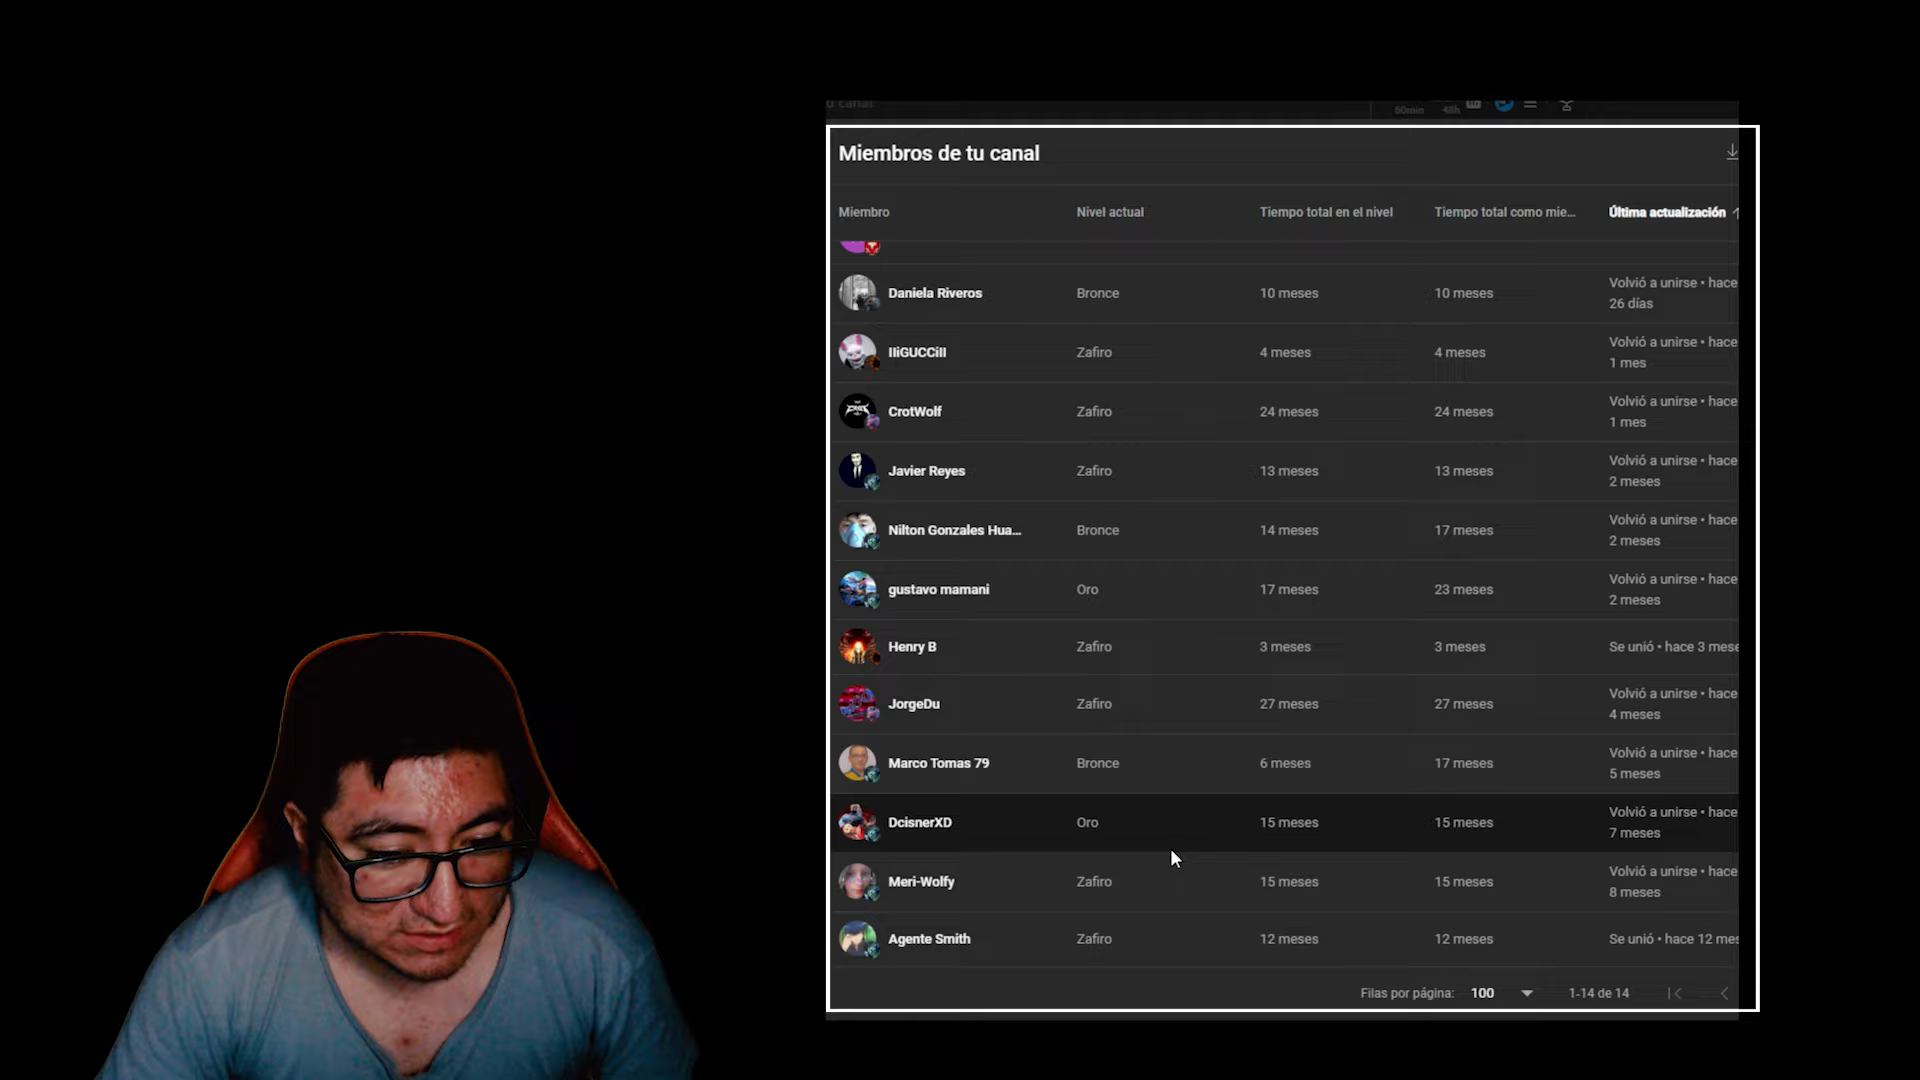 u canal
60min 48h
Miembros de tu canal
Miembro Nivel actual Tiempo total en el nivel Tiempo total como mie... Última actualización
Daniela Riveros Bronce 10 meses 10 meses Volvió a unirse • hace
26 días
IIiGUCCiII Zafiro 4 meses 4 meses Volvió a unirse • hace
1 mes
CrotWolf Zafiro 24 meses 24 meses Volvió a unirse • hace
1 mes
Javier Reyes Zafiro 13 meses 13 meses Volvió a unirse • hace
2 meses
Nilton Gonzales Hua... Bronce 14 meses 17 meses Volvió a unirse • hace
2 meses
gustavo mamani Oro 17 meses 23 meses Volvió a unirse • hace
2 meses
Henry B Zafiro 3 meses 3 meses Se unió • hace 3 mese
JorgeDu Zafiro 27 meses 27 meses Volvió a unirse • hace
4 meses
Marco Tomas 79 Bronce 6 meses 17 meses Volvió a unirse • hace
5 meses
DcisnerXD Oro 15 meses 15 meses Volvió a unirse • hace
7 meses
Meri-Wolfy Zafiro 15 meses 15 meses Volvió a unirse • hace
8 meses
Agente Smith Zafiro 12 meses 12 meses Se unió • hace 12 mes
Filas por página: 100 1-14 de 14